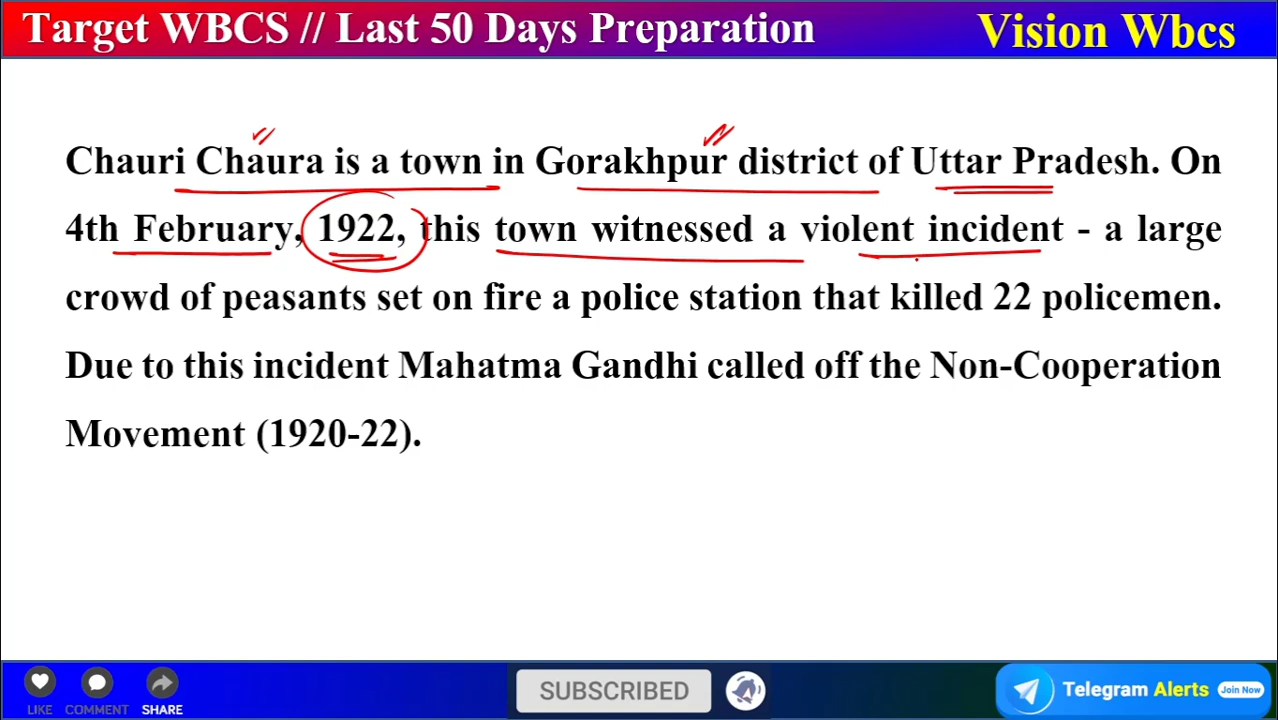 Target WBCS // Last 50 Days Preparation
Vision Wbcs
Chauri Chaura is a town in Gorakhpur district of Uttar Pradesh. On
4th February, 1922, this town witnessed a violent incident - a large
crowd of peasants set on fire a police station that killed 22 policemen.
Due to this incident Mahatma Gandhi called off the Non-Cooperation
Movement (1920-22).
LIKE COMMENT SHARE
SUBSCRIBED
Telegram Alerts Join Now